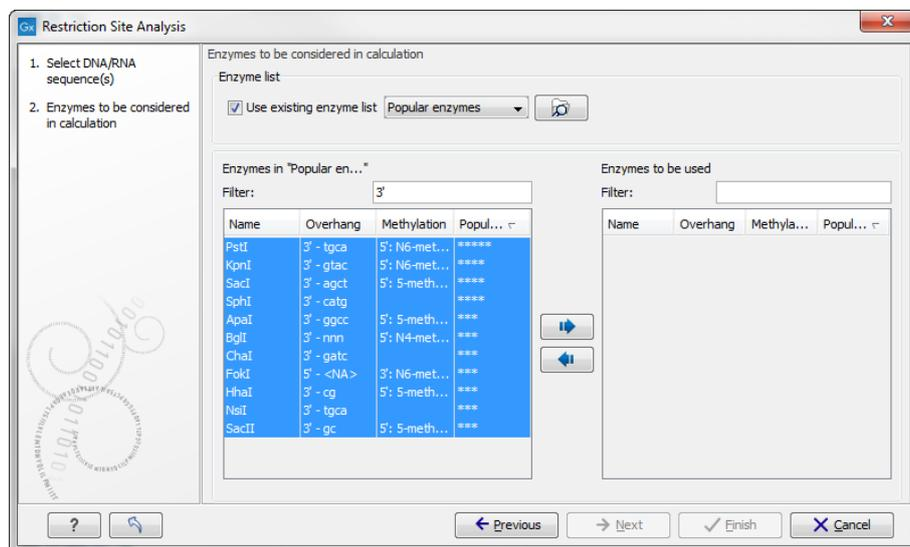 Gx Restriction Site Analysis
1. Select DNA/RNA
sequence(s)
2. Enzymes to be considered
in calculation
Enzymes to be considered in calculation
Enzyme list
Use existing enzyme list Popular enzymes
Enzymes in "Popular en..."
Filter: 3'
Name Overhang Methylation Popul...
PstI 3' - tgca 5': N6-met... *****
KpnI 3' - gtac 5': N6-met... ****
SacI 3' - agct 5': 5-meth... ****
SphI 3' - catg ****
ApaI 3' - ggcc 5': 5-meth... ***
BglI 3' - nnn 5': N4-met... ***
ChaI 3' - gatc ***
FokI 5' - <NA> 3': N6-met... ***
HhaI 3' - cg 5': 5-meth... ***
NsiI 3' - tgca ***
SacII 3' - gc 5': 5-meth... ***
Enzymes to be used
Filter:
Name Overhang Methyla... Popul...
? Previous Next Finish Cancel